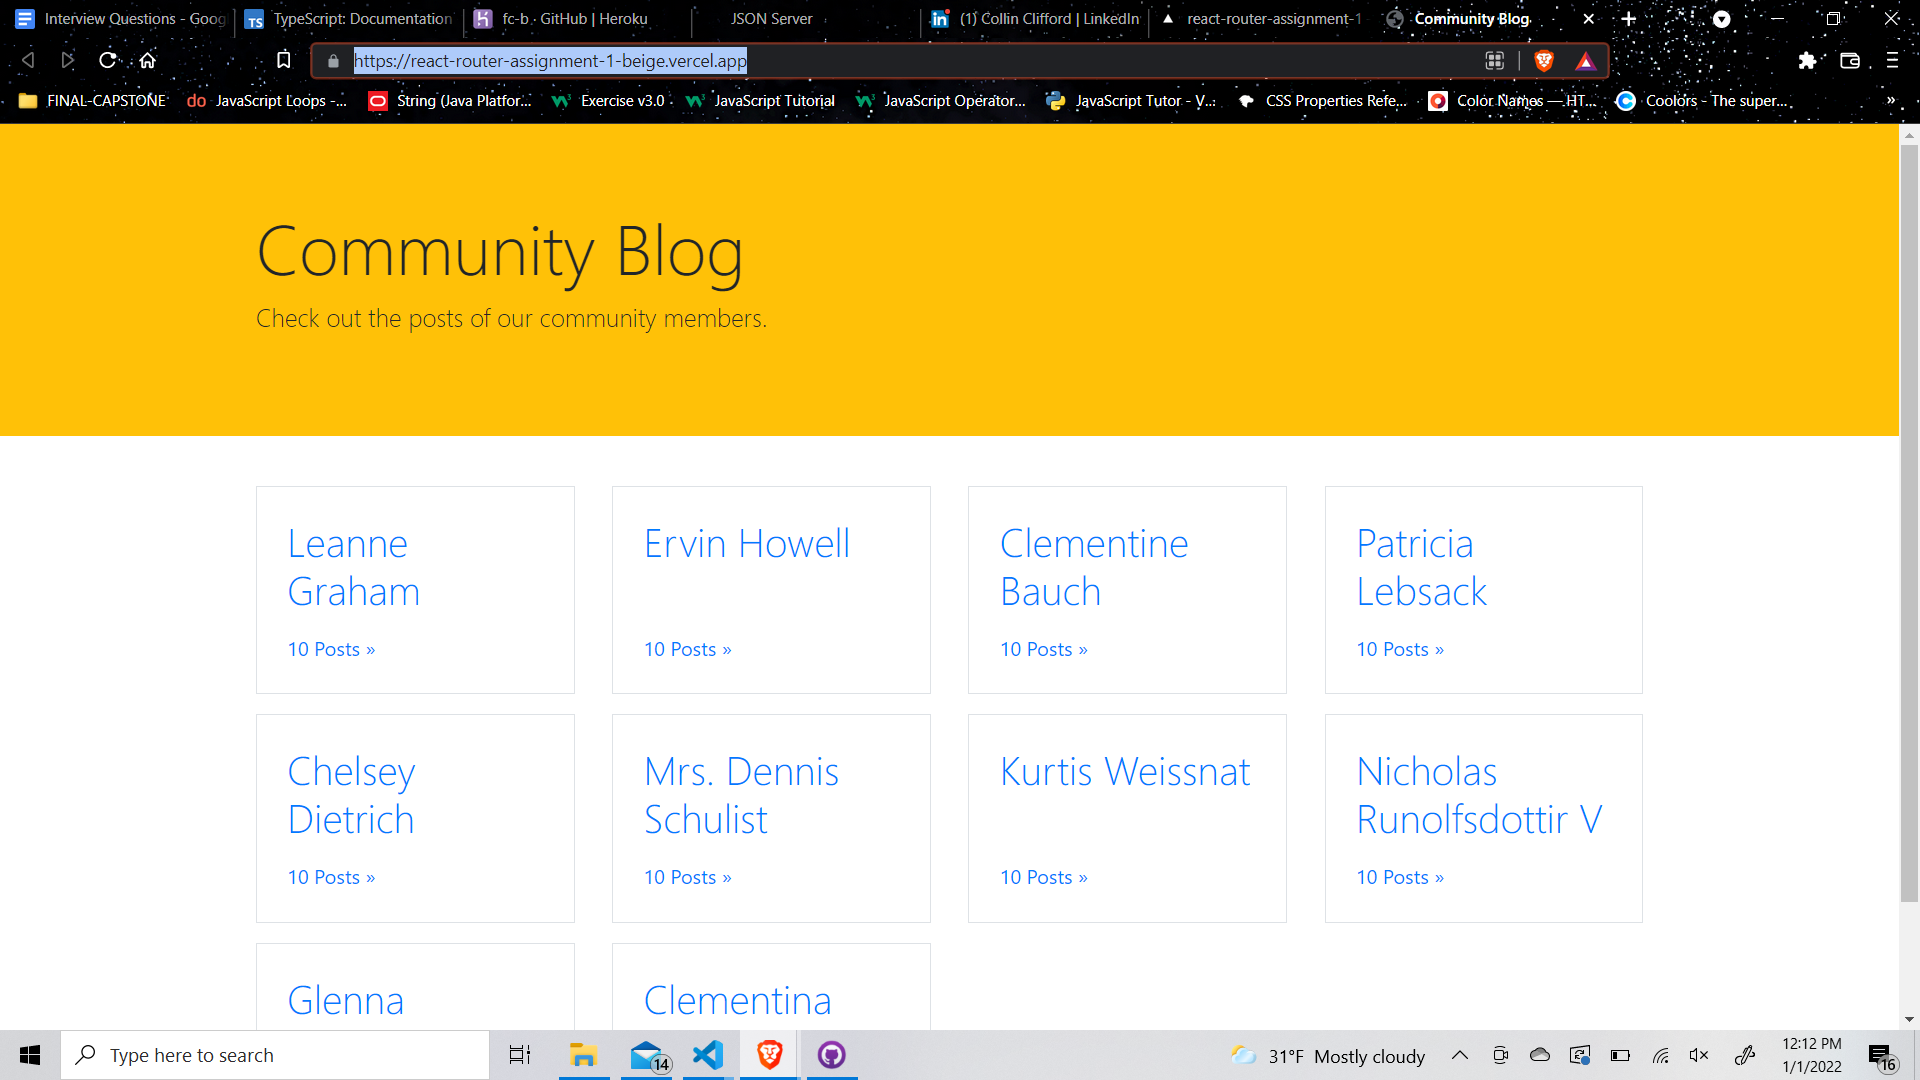 Interview Questions - Goog
TypeScript: Documentation
fc-b · GitHub | Heroku
JSON Server
(1) Collin Clifford | LinkedIn
react-router-assignment-1
Community Blog
https://react-router-assignment-1-beige.vercel.app
FINAL-CAPSTONE
JavaScript Loops -...
String (Java Platfor...
Exercise v3.0
JavaScript Tutorial
JavaScript Operator...
JavaScript Tutor - V...
CSS Properties Refe...
Color Names — HT...
Coolors - The super...
»
Community Blog
Check out the posts of our community members.
Leanne
Graham
10 Posts »
Ervin Howell
10 Posts »
Clementine
Bauch
10 Posts »
Patricia
Lebsack
10 Posts »
Chelsey
Dietrich
10 Posts »
Mrs. Dennis
Schulist
10 Posts »
Kurtis Weissnat
10 Posts »
Nicholas
Runolfsdottir V
10 Posts »
Glenna
Clementina
Type here to search
14
31°F Mostly cloudy
12:12 PM
1/1/2022
16